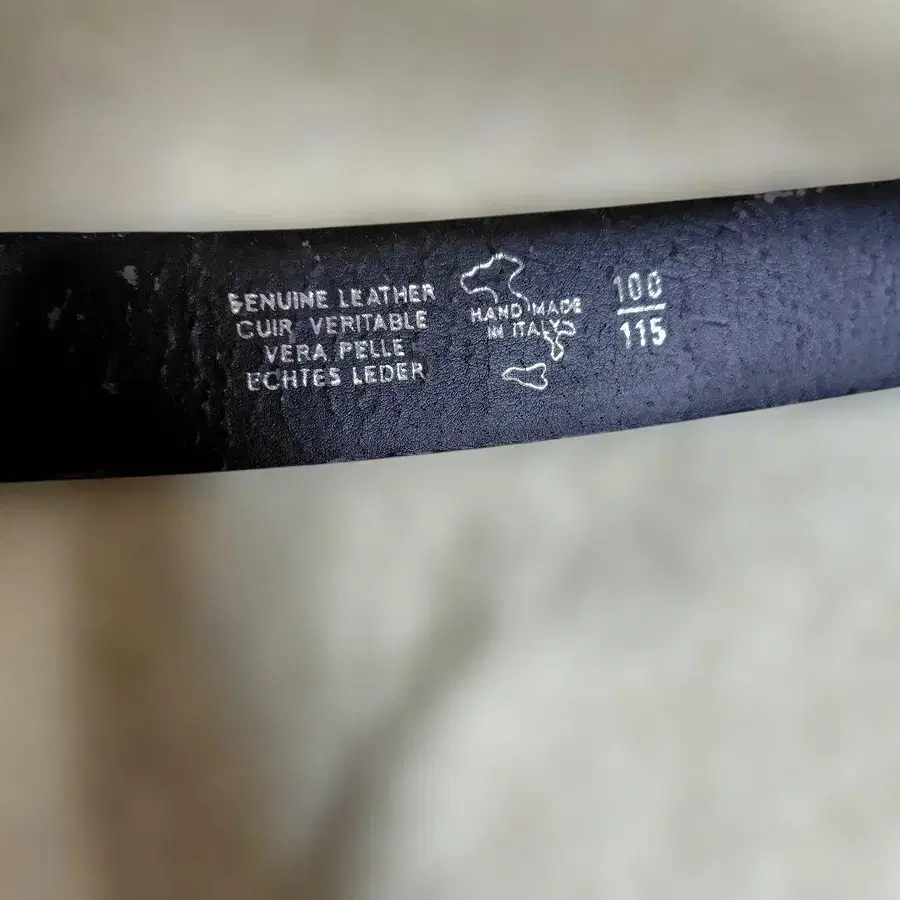 GENUINE LEATHER
CUIR VERITABLE
VERA PELLE
ECHTES LEDER
HAND MADE
IN ITALY
100
115